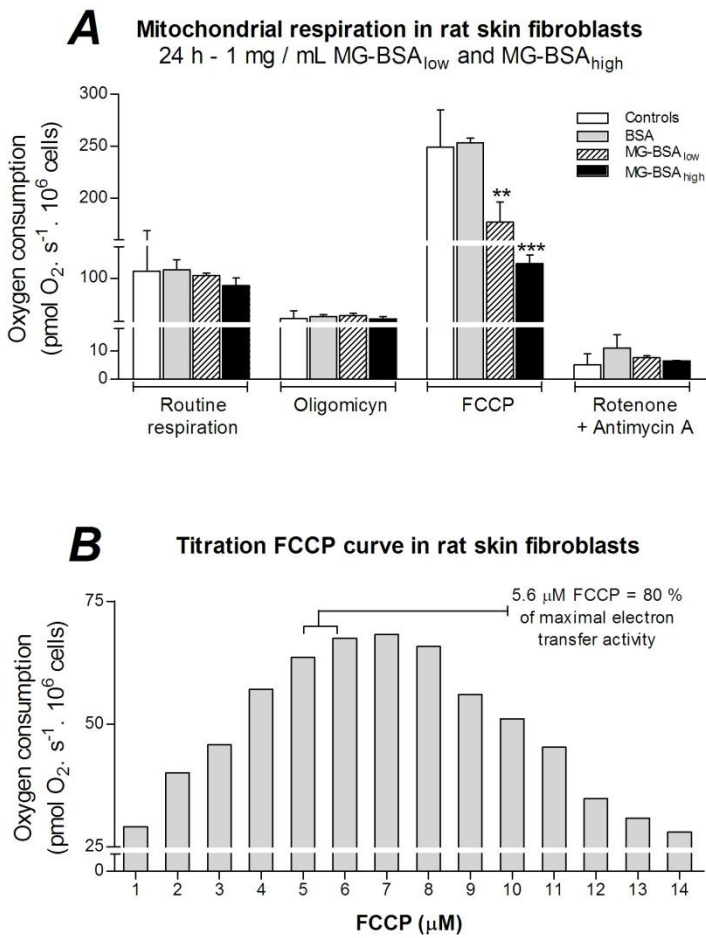 A
Mitochondrial respiration in rat skin fibroblasts
24 h - 1 mg / mL MG-BSAlow and MG-BSAhigh
Oxygen consumption
(pmol O2. s-1. 106 cells)
300
250
200
100
10
0
Controls
BSA
MG-BSAlow
MG-BSAhigh
**
***
Routine
respiration
Oligomicyn
FCCP
Rotenone
+ Antimycin A
B
Titration FCCP curve in rat skin fibroblasts
5.6 μM FCCP = 80 %
of maximal electron
transfer activity
Oxygen consumption
(pmol O2. s-1. 106 cells)
75
50
25
0
1 2 3 4 5 6 7 8 9 10 11 12 13 14
FCCP (μM)